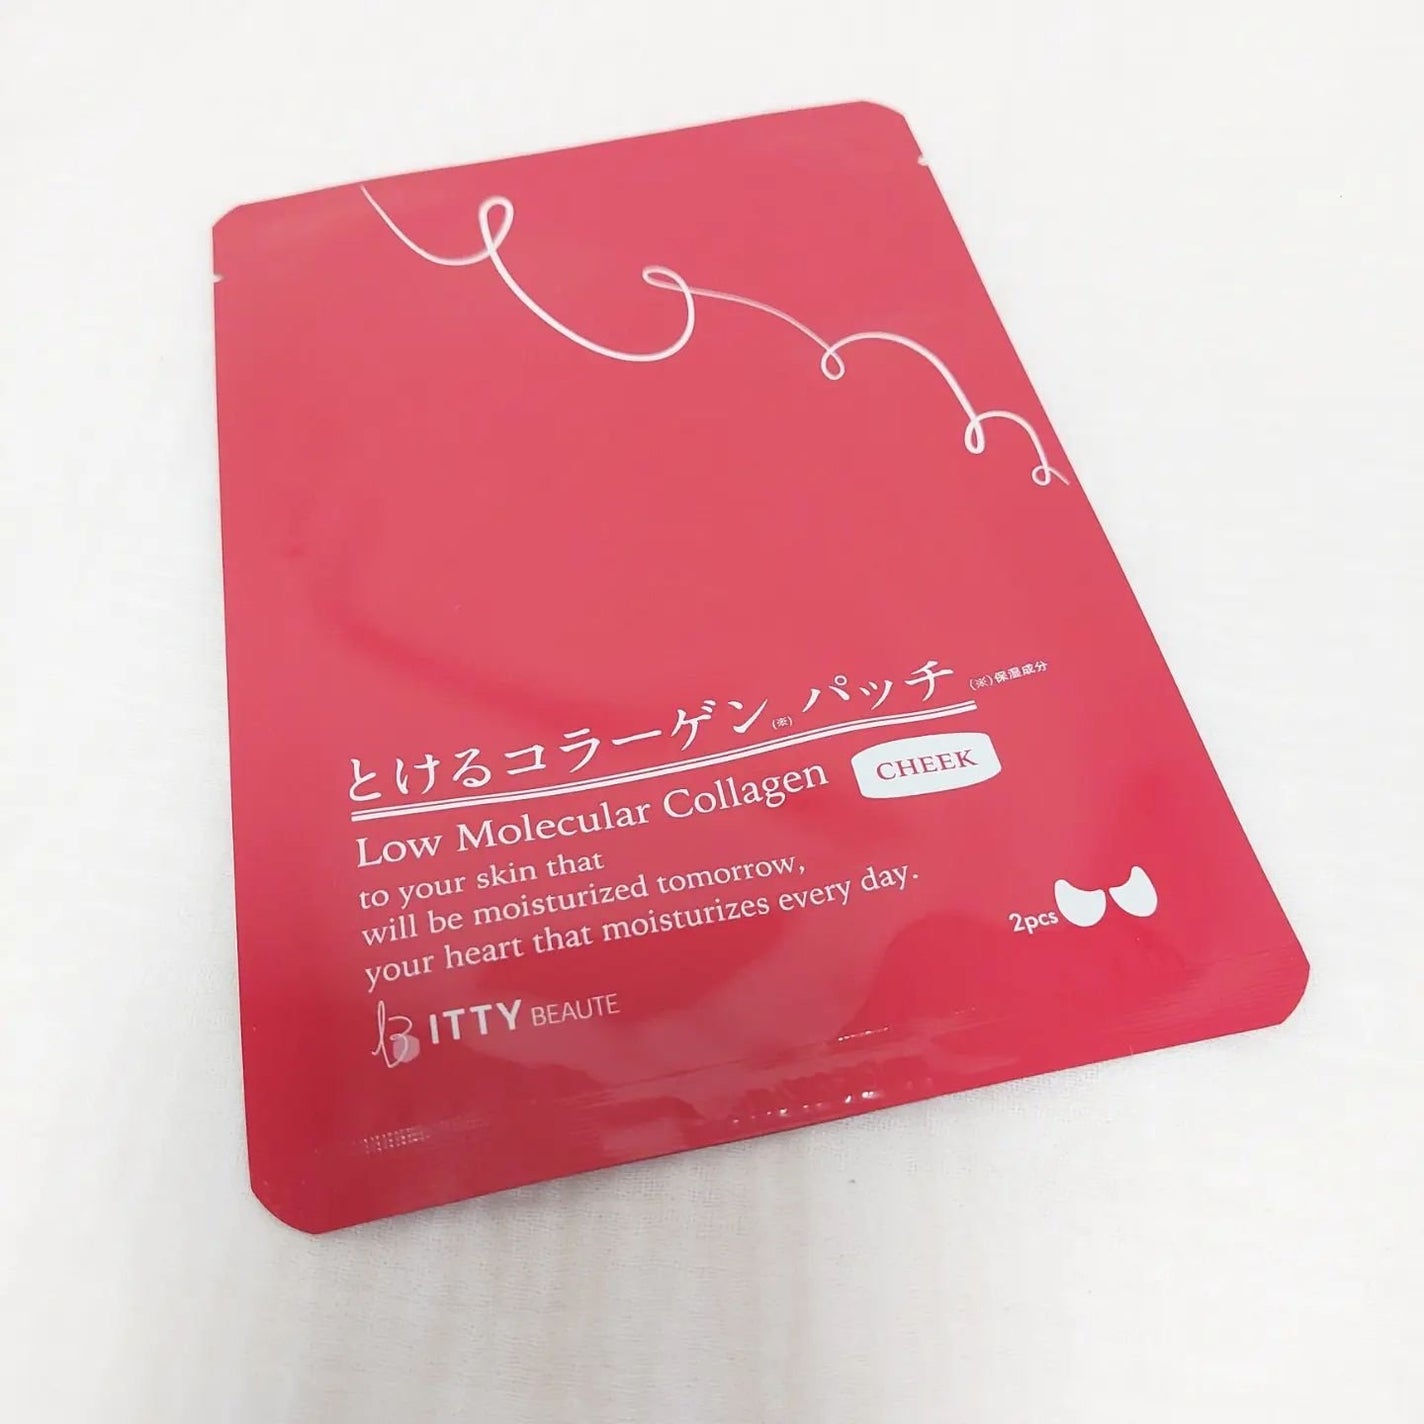 とけるコラーゲン(※)パッチ (※)保湿成分
Low Molecular Collagen CHEEK
to your skin that
will be moisturized tomorrow,
your heart that moisturizes every day.
2pcs
ITTY BEAUTE